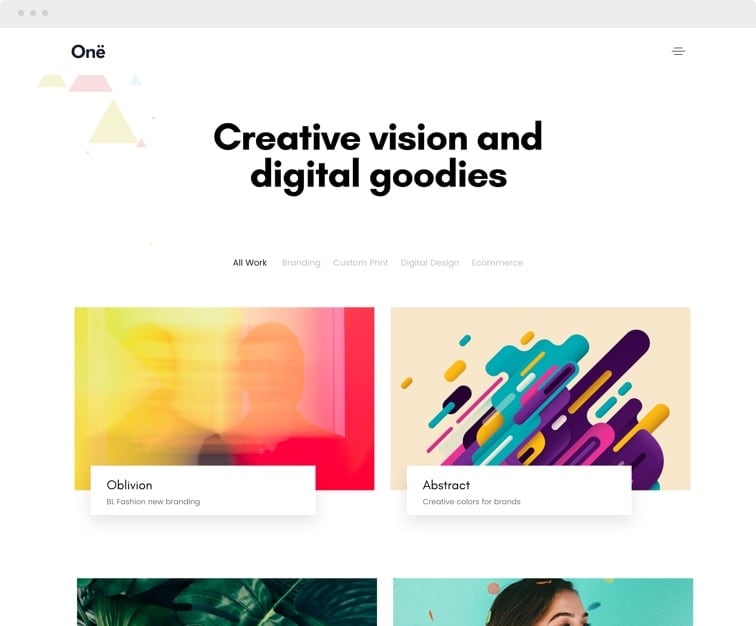 Onë
Creative vision and
digital goodies
All Work Branding Custom Print Digital Design Ecommerce
Oblivion
BL Fashion new branding
Abstract
Creative colors for brands